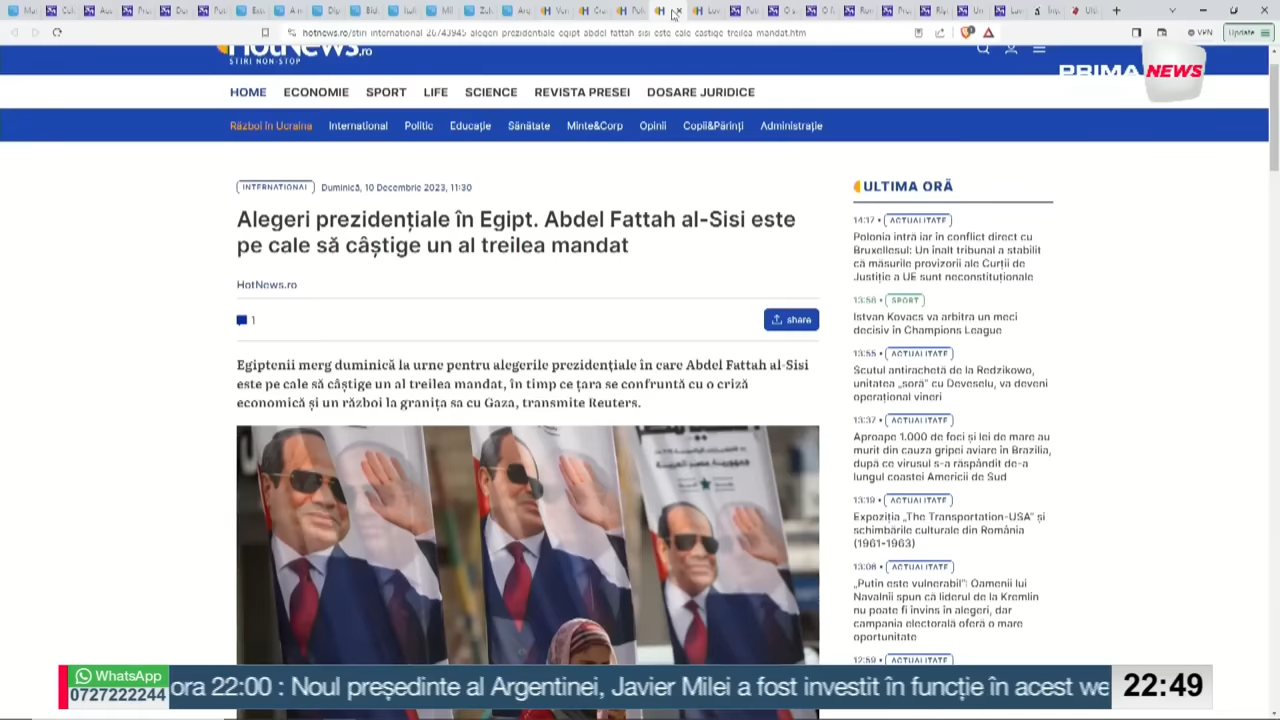 hotnews.ro/stiri-international-26743945-alegeri-prezidentiale-egipt-abdel-fattah-sisi-este-cale-castige-treilea-mandat.htm
VPN
Update
HotNews.ro
ȘTIRI NON-STOP
PRIMA NEWS
HOME ECONOMIE SPORT LIFE SCIENCE REVISTA PRESEI DOSARE JURIDICE
Război în Ucraina International Politic Educație Sănătate Minte&Corp Opinii Copii&Părinți Administrație
INTERNAȚIONAL Duminică, 10 Decembrie 2023, 11:30
Alegeri prezidențiale în Egipt. Abdel Fattah al-Sisi este
pe cale să câștige un al treilea mandat
HotNews.ro
1
share
Egiptenii merg duminică la urne pentru alegerile prezidențiale în care Abdel Fattah al-Sisi
este pe cale să câștige un al treilea mandat, în timp ce țara se confruntă cu o criză
economică și un război la granița sa cu Gaza, transmite Reuters.
ULTIMA ORĂ
14:17 • ACTUALITATE
Polonia intră iar în conflict direct cu
Bruxellesul: Un înalt tribunal a stabilit
că măsurile provizorii ale Curții de
Justiție a UE sunt neconstituționale
13:58 • SPORT
Istvan Kovacs va arbitra un meci
decisiv în Champions League
13:55 • ACTUALITATE
Scutul antirachetă de la Redzikowo,
unitatea „soră” cu Deveselu, va deveni
operațional vineri
13:37 • ACTUALITATE
Aproape 1.000 de foci și lei de mare au
murit din cauza gripei aviare în Brazilia,
după ce virusul s-a răspândit de-a
lungul coastei Americii de Sud
13:19 • ACTUALITATE
Expoziția „The Transportation-USA” și
schimbările culturale din România
(1961-1963)
13:06 • ACTUALITATE
„Putin este vulnerabil”: Oamenii lui
Navalnîi spun că liderul de la Kremlin
nu poate fi învins în alegeri, dar
campania electorală oferă o mare
oportunitate
12:59 • ACTUALITATE
WhatsApp
0727222244
ora 22:00 : Noul președinte al Argentinei, Javier Milei a fost investit în funcție în acest we
22:49